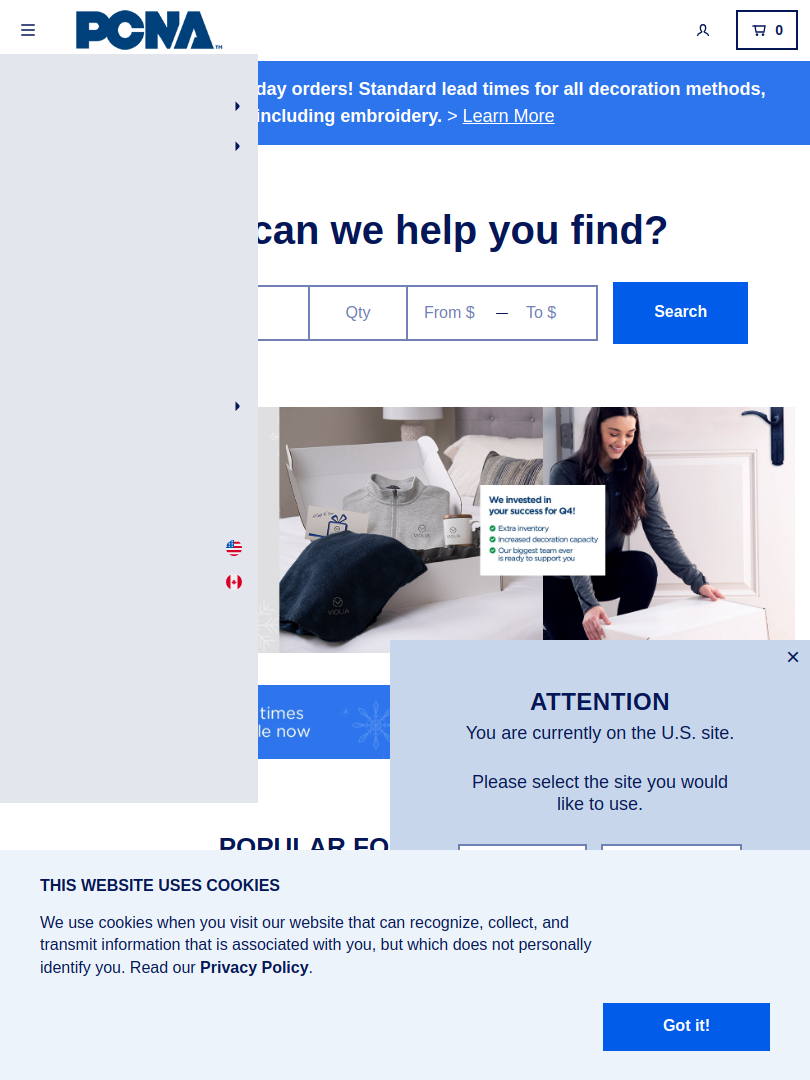 PCNA™
0
day orders! Standard lead times for all decoration methods,
including embroidery. > Learn More
can we help you find?
Qty
From $ — To $
Search
We invested in
your success for Q4!
Extra inventory
Increased decoration capacity
Our biggest team ever
is ready to support you
VIOLIA
times
le now
×
ATTENTION
You are currently on the U.S. site.
Please select the site you would
like to use.
POPULAR FO
THIS WEBSITE USES COOKIES
We use cookies when you visit our website that can recognize, collect, and
transmit information that is associated with you, but which does not personally
identify you. Read our Privacy Policy.
Got it!